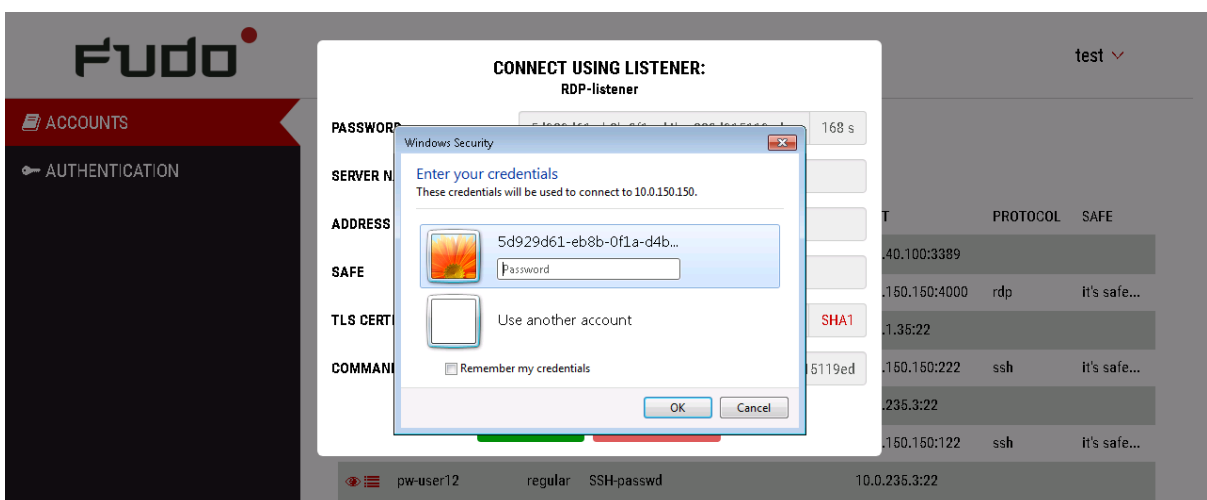 Fudo
test
ACCOUNTS
AUTHENTICATION
CONNECT USING LISTENER:
RDP-listener
PASSWORD
168 s
SERVER N
ADDRESS
SAFE
TLS CERTI
SHA1
COMMAN
5119ed
Windows Security
Enter your credentials
These credentials will be used to connect to 10.0.150.150.
5d929d61-eb8b-0f1a-d4b...
Password
Use another account
Remember my credentials
OK Cancel
T PROTOCOL SAFE
.40.100:3389
.150.150:4000 rdp it's safe...
.1.35:22
.150.150:222 ssh it's safe...
.235.3:22
.150.150:122 ssh it's safe...
pw-user12 regular SSH-passwd 10.0.235.3:22